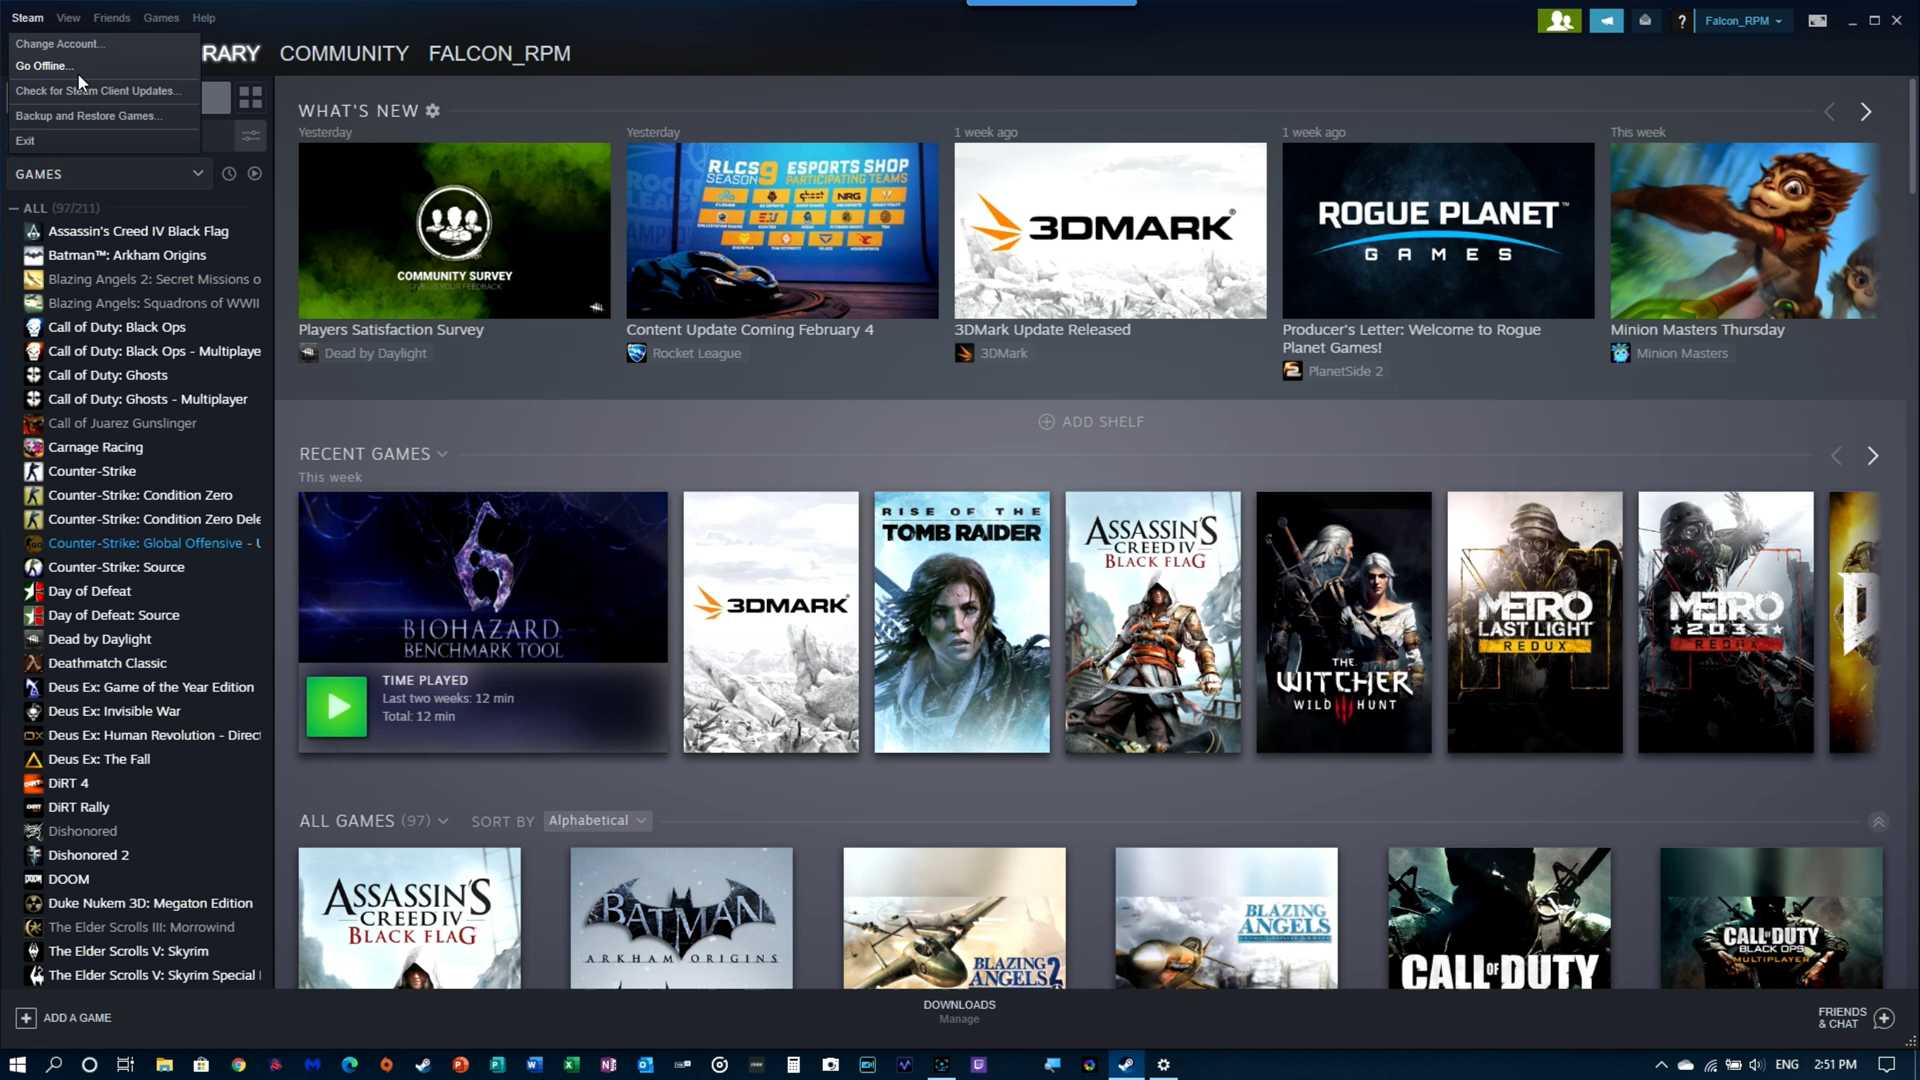 Steam View Friends Games Help
Falcon_RPM
Change Account...
Go Offline...
Check for Steam Client Updates...
Backup and Restore Games...
Exit
RARY COMMUNITY FALCON_RPM
GAMES
ALL (97/211)
Assassin's Creed IV Black Flag
Batman™: Arkham Origins
Blazing Angels 2: Secret Missions o
Blazing Angels: Squadrons of WWII
Call of Duty: Black Ops
Call of Duty: Black Ops - Multiplaye
Call of Duty: Ghosts
Call of Duty: Ghosts - Multiplayer
Call of Juarez Gunslinger
Carnage Racing
Counter-Strike
Counter-Strike: Condition Zero
Counter-Strike: Condition Zero Dele
Counter-Strike: Global Offensive - U
Counter-Strike: Source
Day of Defeat
Day of Defeat: Source
Dead by Daylight
Deathmatch Classic
Deus Ex: Game of the Year Edition
Deus Ex: Invisible War
Deus Ex: Human Revolution - Direct
Deus Ex: The Fall
DiRT 4
DiRT Rally
Dishonored
Dishonored 2
DOOM
Duke Nukem 3D: Megaton Edition
The Elder Scrolls III: Morrowind
The Elder Scrolls V: Skyrim
The Elder Scrolls V: Skyrim Special
WHAT'S NEW
Yesterday
COMMUNITY SURVEY
GIVE US YOUR FEEDBACK
Players Satisfaction Survey
Dead by Daylight
Yesterday
RLCS SEASON 9 ESPORTS SHOP
PARTICIPATING TEAMS
Content Update Coming February 4
Rocket League
1 week ago
3DMARK®
3DMark Update Released
3DMark
1 week ago
ROGUE PLANET™
GAMES
Producer's Letter: Welcome to Rogue
Planet Games!
PlanetSide 2
This week
Minion Masters Thursday
Minion Masters
ADD SHELF
RECENT GAMES
This week
6
BIOHAZARD
BENCHMARK TOOL
TIME PLAYED
Last two weeks: 12 min
Total: 12 min
3DMARK®
RISE OF THE
TOMB RAIDER
ASSASSIN'S
CREED IV
BLACK FLAG
THE
WITCHER
WILD HUNT
METRO
LAST LIGHT
REDUX
METRO
2033
REDUX
ALL GAMES (97) SORT BY Alphabetical
ASSASSIN'S
CREED IV
BLACK FLAG
BATMAN
ARKHAM ORIGINS
BLAZING
ANGELS 2
BLAZING
ANGELS
CALL OF DUTY
CALL OF DUTY
BLACK OPS
MULTIPLAYER
ADD A GAME
DOWNLOADS
Manage
FRIENDS
& CHAT
ENG 2:51 PM